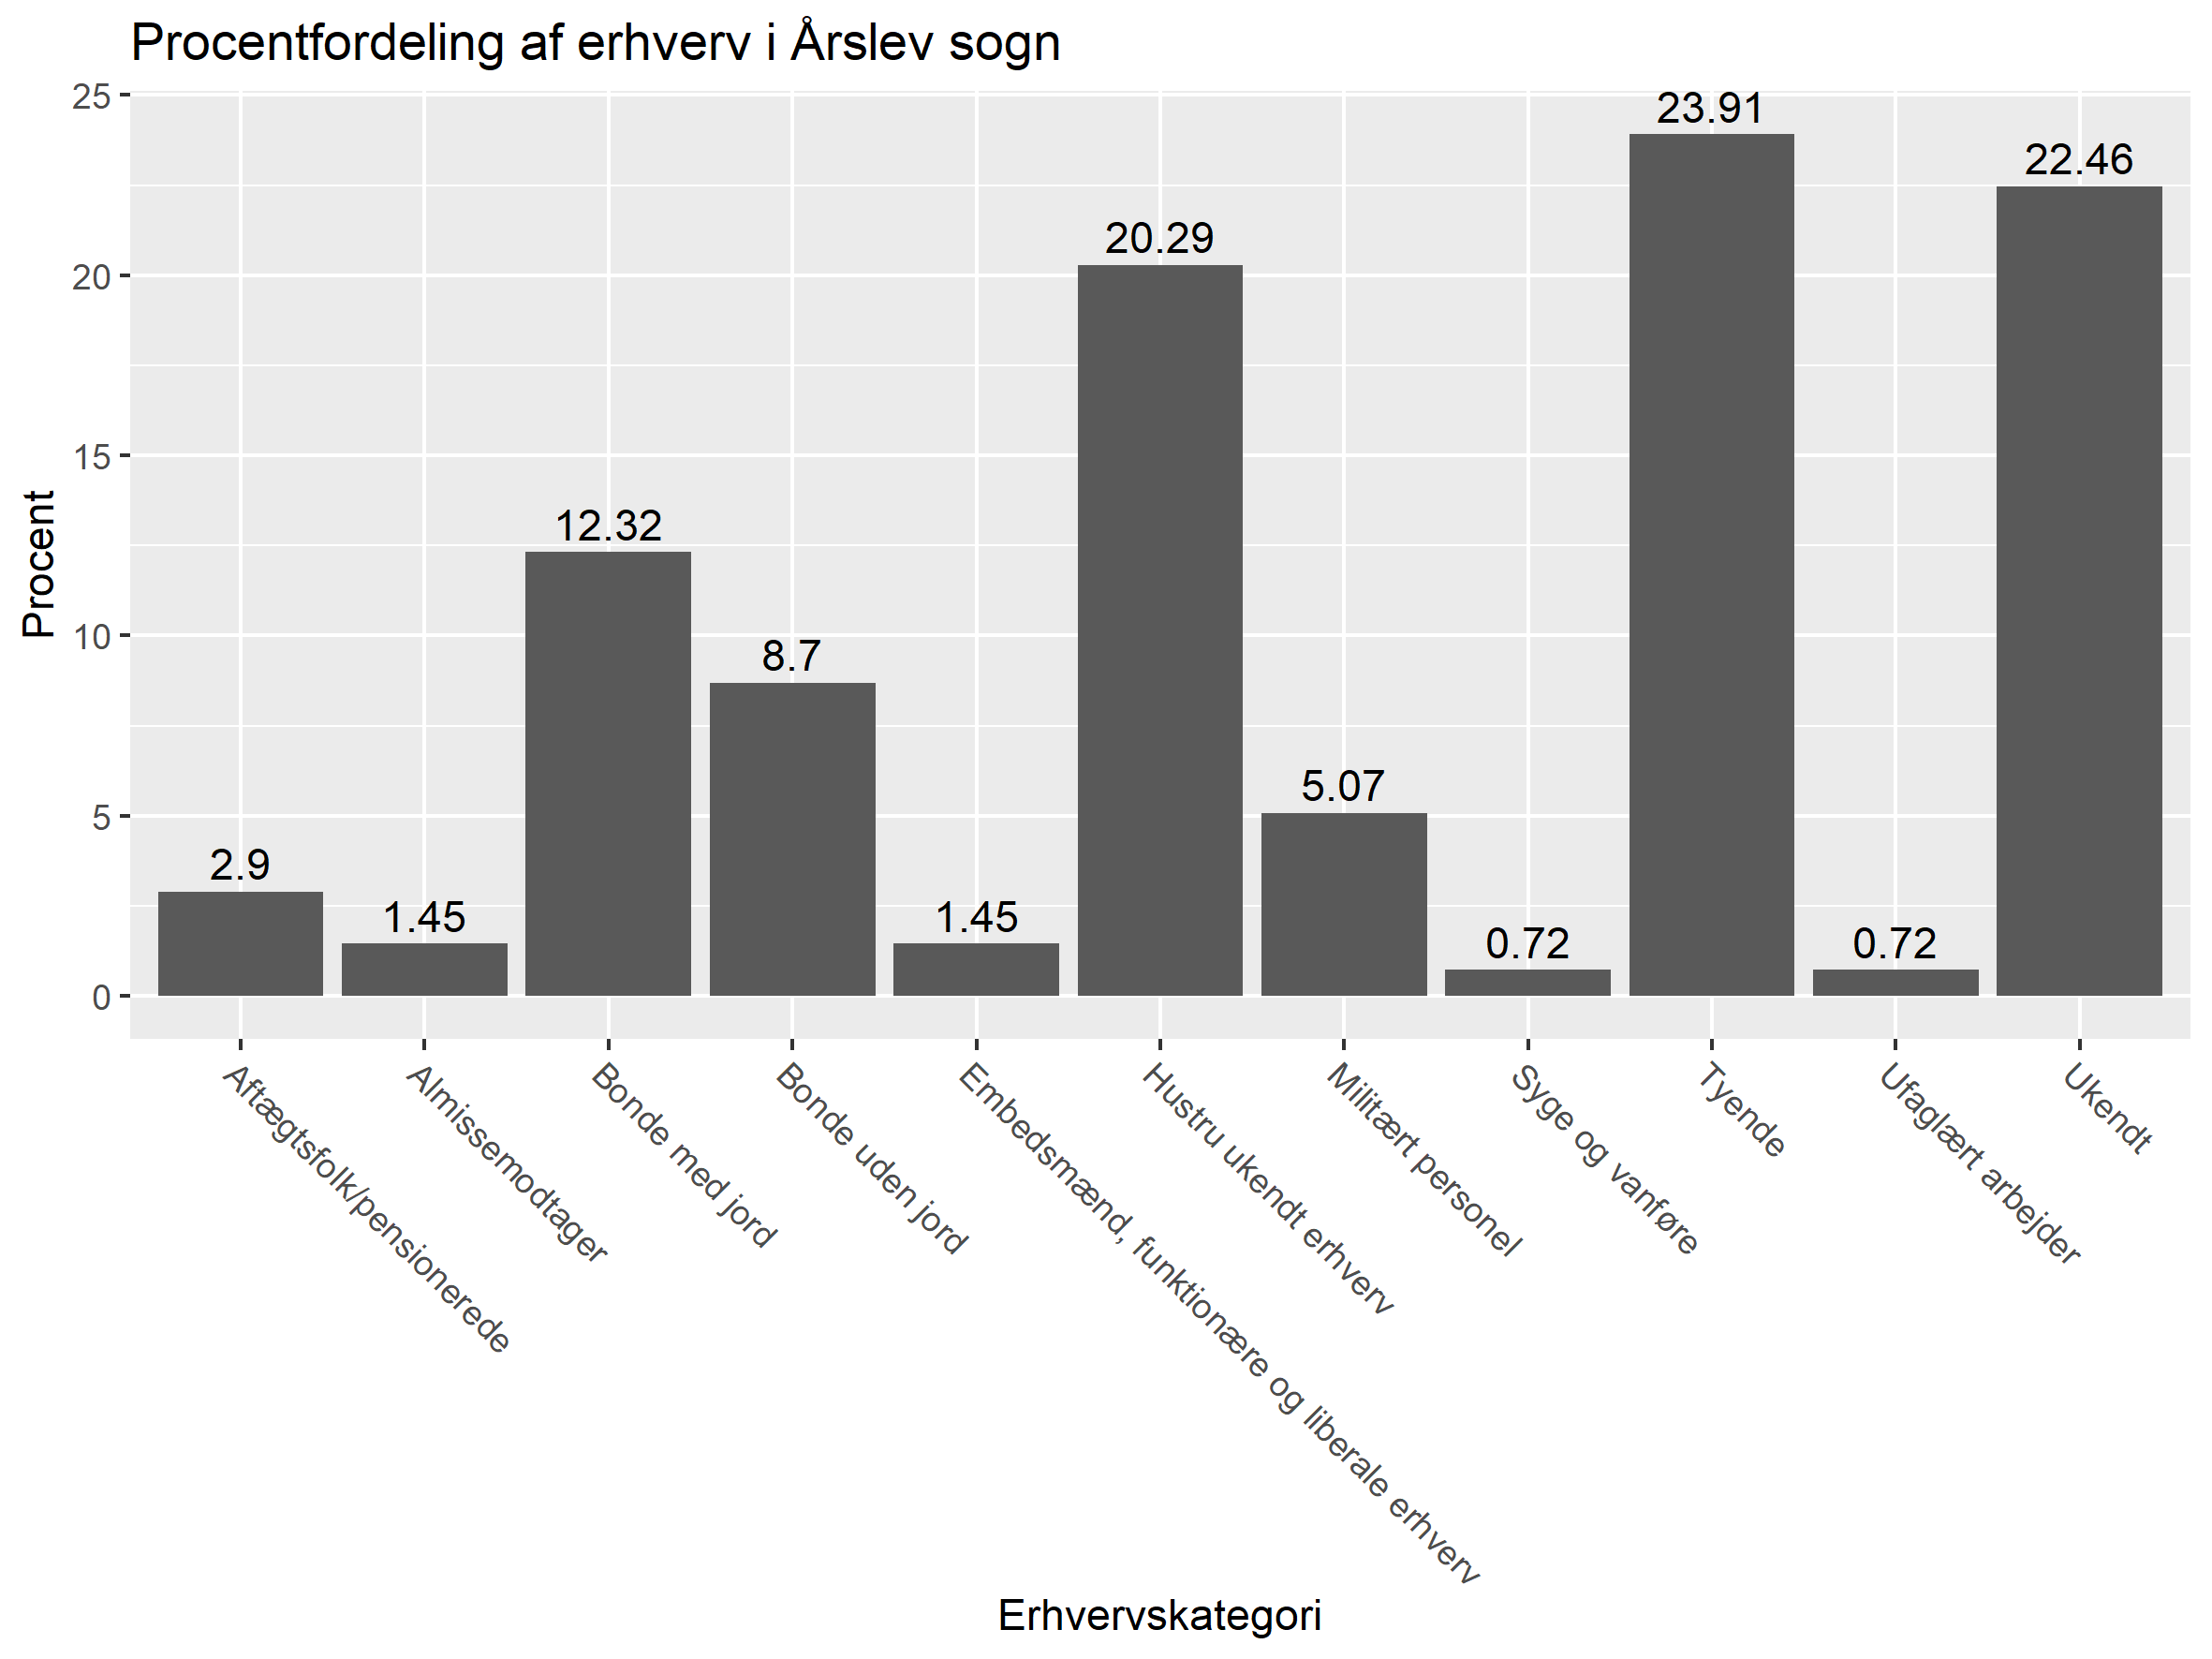 Procentfordeling af erhverv i Årslev sogn
Procent
25
20
15
10
5
0
2.9
1.45
12.32
8.7
1.45
20.29
5.07
0.72
23.91
0.72
22.46
Aftægtsfolk/pensionerede
Almissemodtager
Bonde med jord
Bonde uden jord
Embedsmænd, funktionære og liberale erhverv
Hustru ukendt erhverv
Militært personel
Syge og vanføre
Tyende
Ufaglært arbejder
Ukendt
Erhvervskategori